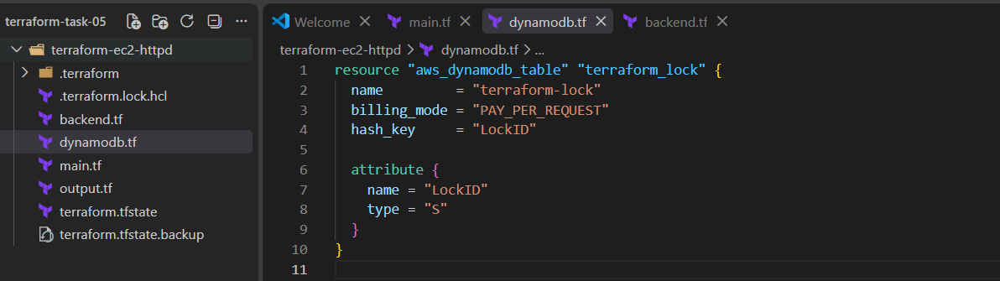 terraform-task-05
terraform-ec2-httpd
.terraform
.terraform.lock.hcl
backend.tf
dynamodb.tf
main.tf
output.tf
terraform.tfstate
terraform.tfstate.backup
Welcome main.tf dynamodb.tf backend.tf
terraform-ec2-httpd > dynamodb.tf > ...
1 resource "aws_dynamodb_table" "terraform_lock" {
2   name         = "terraform-lock"
3   billing_mode = "PAY_PER_REQUEST"
4   hash_key     = "LockID"
5
6   attribute {
7     name = "LockID"
8     type = "S"
9   }
10 }
11